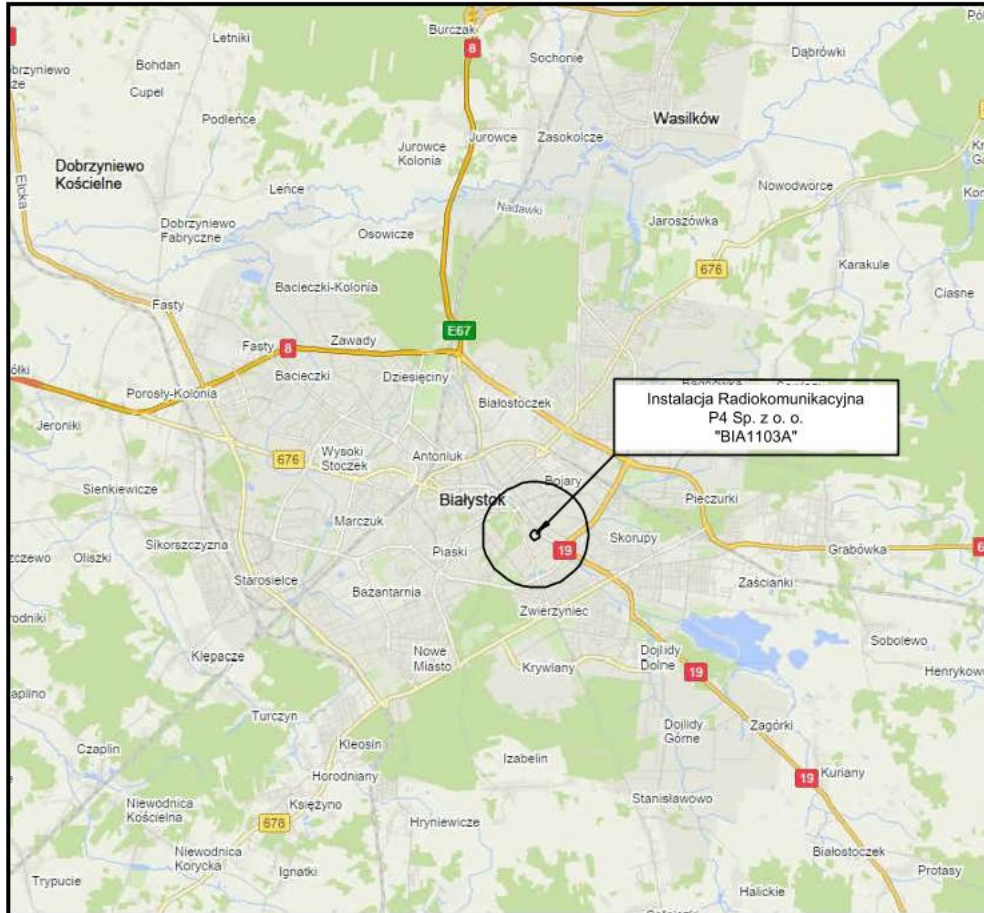 Letniki
Burczak
8
Sochonie
Dąbrówki
Bohdan
Cupel
Podleńce
Wasilków
Jurowce
Zasokolcze
Jurowce
Kolonia
Dobrzyniewo
Kościelne
Ełcka
Leńce
Nowodworce
Nadawki
Jaroszówka
Dobrzyniewo
Fabryczne
Osowicze
676
Karakule
Bacieczki-Kolonia
Ciasne
Fasty
E67
Zawady
Fasty
8
Bacieczki
Dziesięciny
Porosły-Kolonia
Białostoczek
Instalacja Radiokomunikacyjna
P4 Sp. z o. o.
"BIA1103A"
Jeroniki
676
Wysoki
Stoczek
Antoniuk
Bojary
Sienkiewicze
Białystok
Pieczurki
Marczuk
Oliszki
Sikorszczyzna
Piaski
19
Skorupy
Grabówka
Starosielce
Zaścianki
Bażantarnia
Zwierzyniec
Sobolewo
Klepacze
Nowe
Miasto
Krywlany
Dojlidy
Dolne
19
Turczyn
Dojlidy
Górne
Zagórki
Czaplin
Kleosin
Izabelin
Horodniany
19
Kuriany
Niewodnica
Kościelna
Księżyno
Stanisławowo
678
Hryniewicze
Niewodnica
Korycka
Białostoczek
Ignatki
Trypucie
Protasy
Halickie